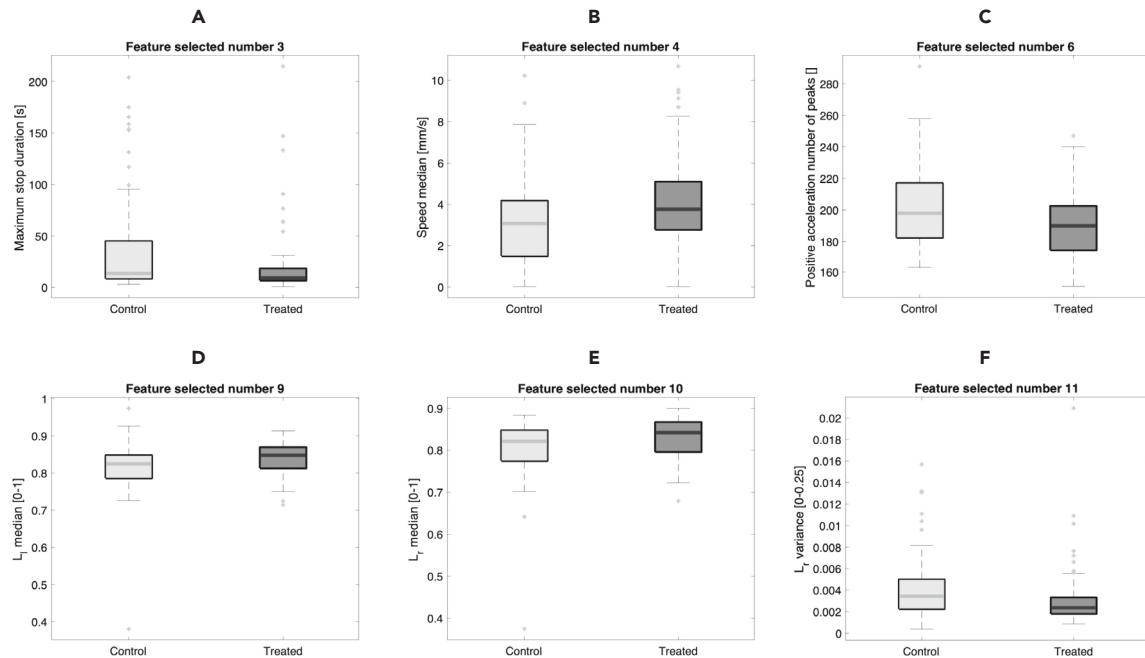 A
Feature selected number 3
Maximum stop duration [s]
200
150
100
50
0
Control
Treated
B
Feature selected number 4
Speed median [mm/s]
10
8
6
4
2
0
Control
Treated
C
Feature selected number 6
Positive acceleration number of peaks []
280
260
240
220
200
180
160
Control
Treated
D
Feature selected number 9
L_l median [0-1]
1
0.9
0.8
0.7
0.6
0.5
0.4
Control
Treated
E
Feature selected number 10
L_r median [0-1]
0.9
0.8
0.7
0.6
0.5
0.4
Control
Treated
F
Feature selected number 11
L_r variance [0-0.25]
0.02
0.018
0.016
0.014
0.012
0.01
0.008
0.006
0.004
0.002
0
Control
Treated